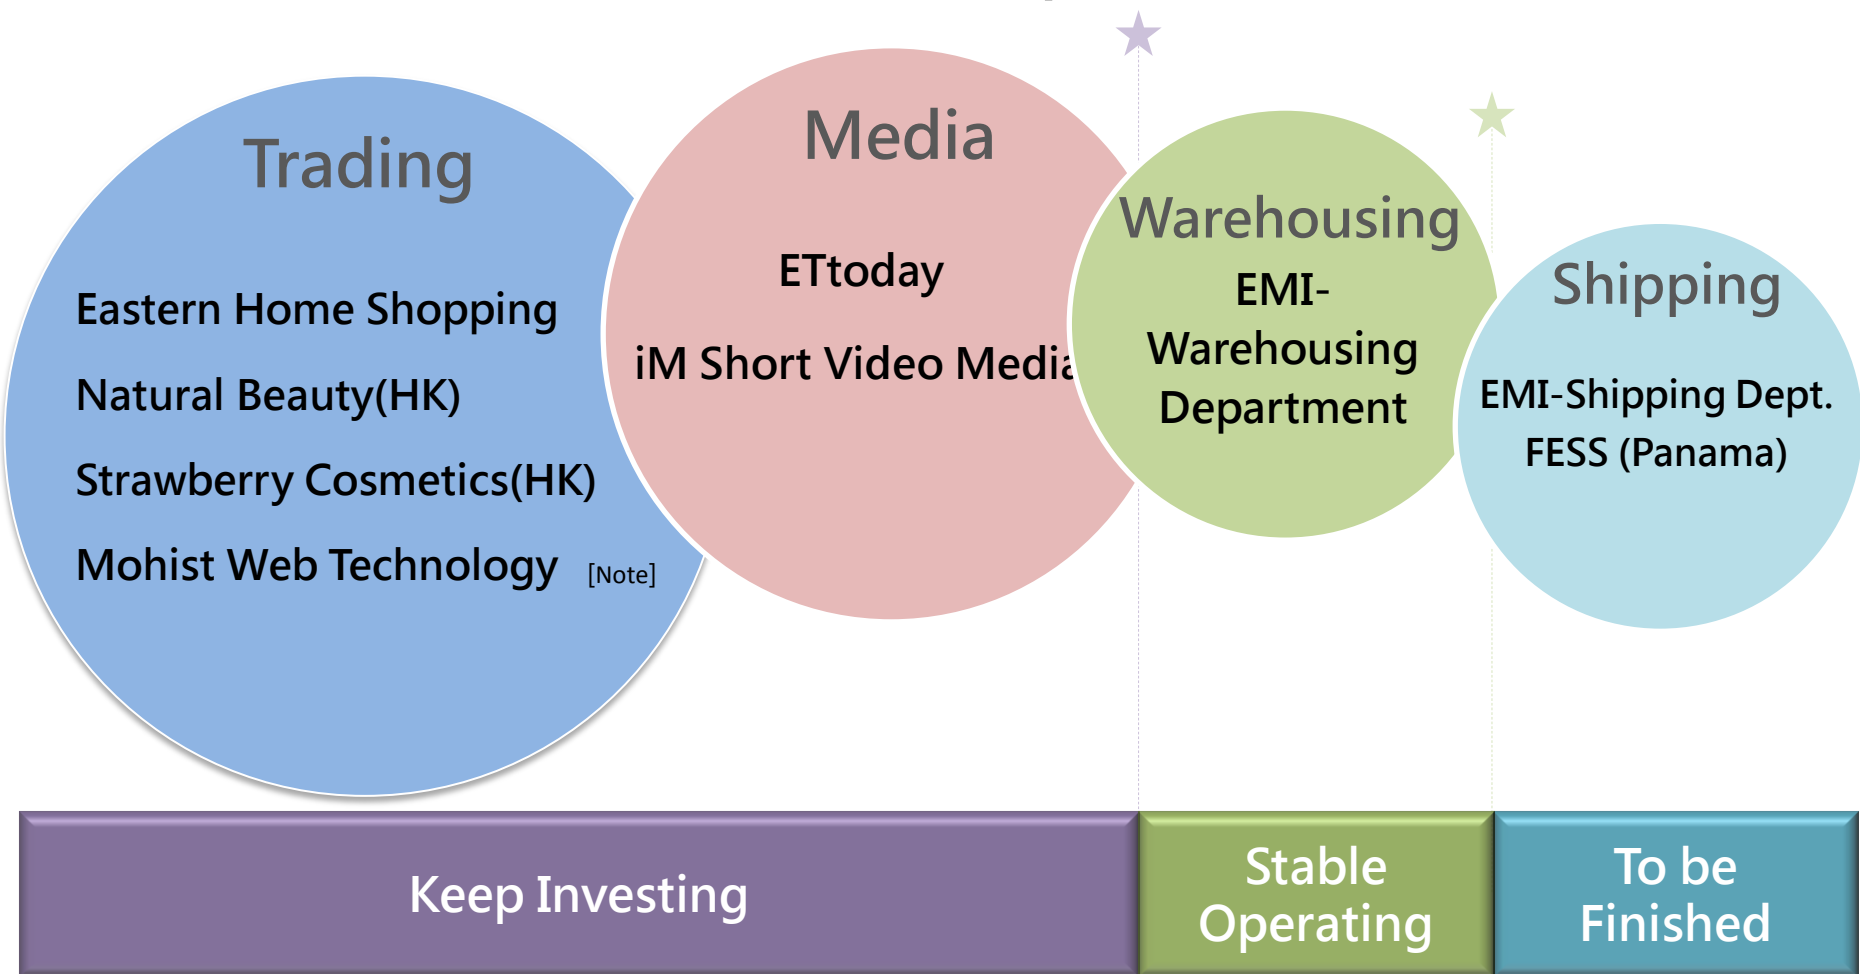 Trading
Eastern Home Shopping
Natural Beauty(HK)
Strawberry Cosmetics(HK)
Mohist Web Technology [Note]
Media
ETtoday
iM Short Video Media
Warehousing
EMI-
Warehousing
Department
Shipping
EMI-Shipping Dept.
FESS (Panama)
Keep Investing
Stable
Operating
To be
Finished